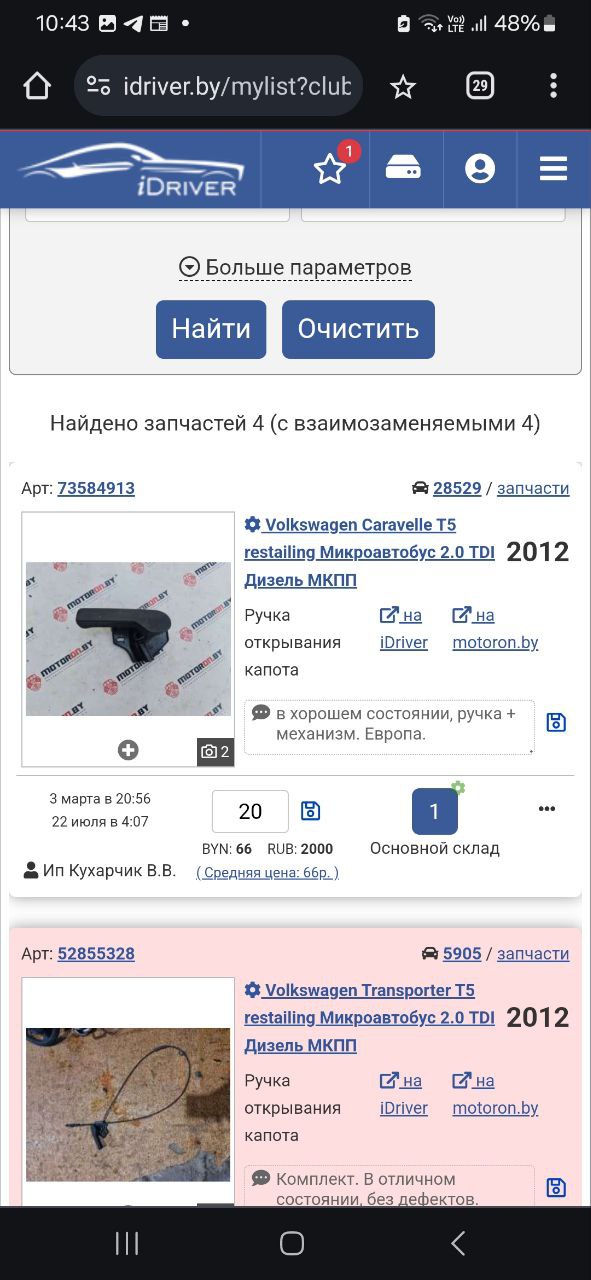 10:43
Vo))
LTE
48%
idriver.by/mylist?club
29
iDRIVER
1
Больше параметров
Найти
Очистить
Найдено запчастей 4 (с взаимозаменяемыми 4)
Арт: 73584913
28529 / запчасти
Volkswagen Caravelle T5
restailing Микроавтобус 2.0 TDI
Дизель МКПП
2012
Ручка
открывания
капота
на
iDriver
на
motoron.by
MOTORON.BY
в хорошем состоянии, ручка +
механизм. Европа.
2
3 марта в 20:56
22 июля в 4:07
20
BYN: 66 RUB: 2000
( Средняя цена: 66р. )
1
Основной склад
Ип Кухарчик В.В.
Арт: 52855328
5905 / запчасти
Volkswagen Transporter T5
restailing Микроавтобус 2.0 TDI
Дизель МКПП
2012
Ручка
открывания
капота
на
iDriver
на
motoron.by
Комплект. В отличном
состоянии, без дефектов.